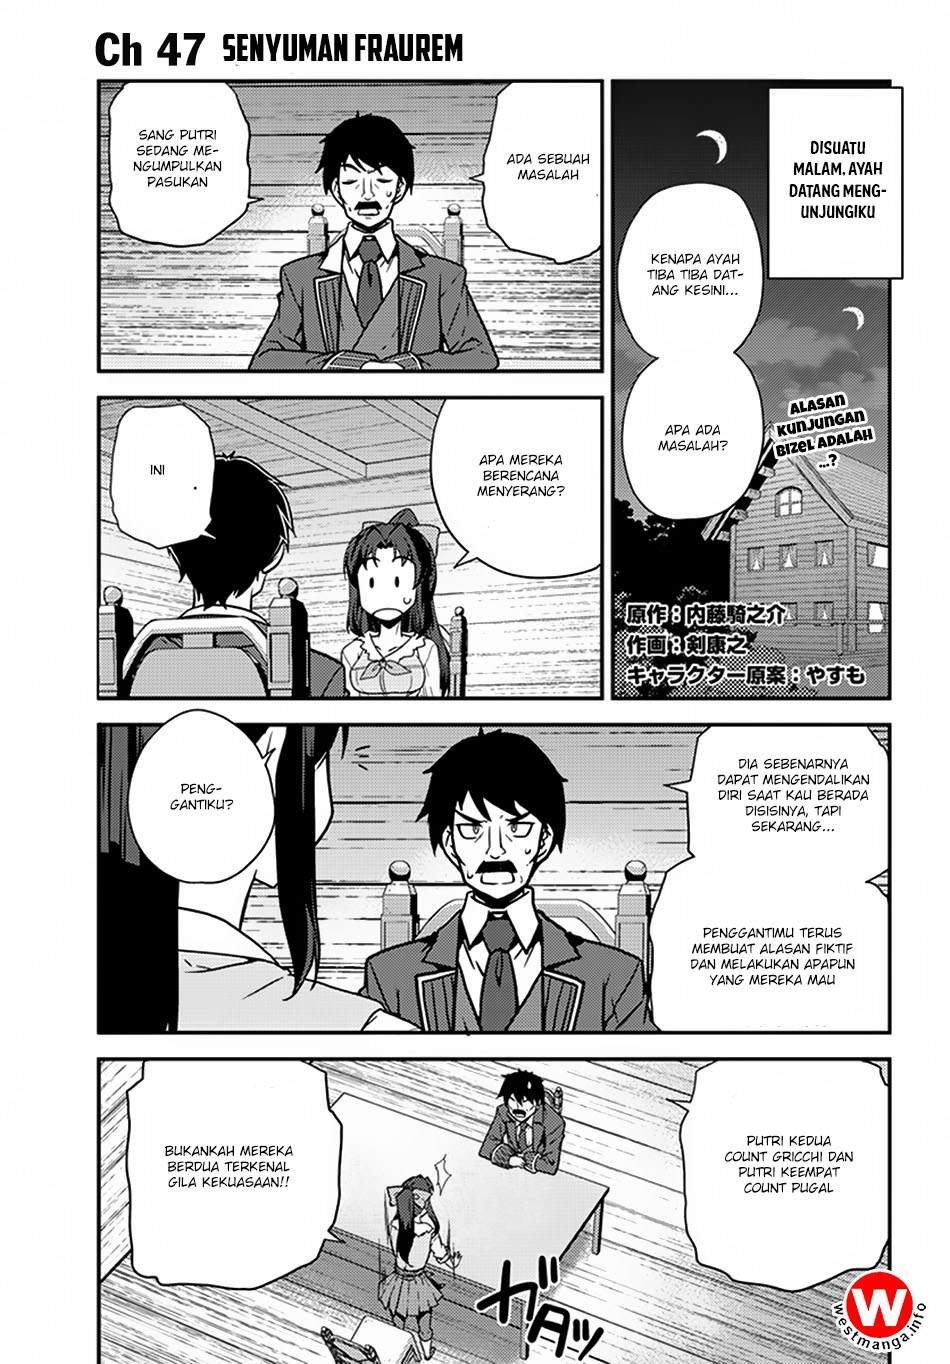 Ch 47 SENYUMAN FRAUREM
DISUATU
MALAM, AYAH
DATANG MENG-
UNJUNGIKU
KENAPA AYAH
TIBA TIBA DAT-
ANG KESINI...
APA ADA
MASALAH?
ALASAN
KUNJUNGAN
BIZEL ADALAH
...?
原作：内藤騎之介
作画：剣康之
キャラクター原案：やすも
ADA SEBUAH
MASALAH
SANG PUTRI
SEDANG ME-
NGUMPULKAN
PASUKAN
APA MEREKA
BERENCANA
MENYERANG?
INI
DIA SEBENARNYA
DAPAT MENGENDALIKAN
DIRI SAAT KAU BERADA
DISISINYA, TAPI
SEKARANG...
PENGGANTIMU TERUS
MEMBUAT ALASAN FIKTIF
DAN MELAKUKAN APAPUN
YANG MEREKA MAU
PENG-
GANTIKU?
PUTRI KEDUA
COUNT GRICCHI DAN
PUTRI KEEMPAT
COUNT PUGAL
BUKANKAH MEREKA
BERDUA TERKENAL
GILA KEKUASAAN!!
ガタッ
W
westmanga.info